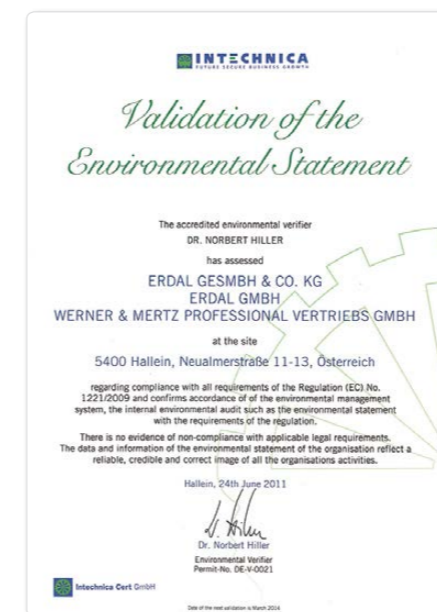 INTECHNICA
FUTURE SECURE BUSINESS GROWTH
Validation of the
Environmental Statement
The accredited environmental verifier
DR. NORBERT HILLER
has assessed
ERDAL GESMBH & CO. KG
ERDAL GMBH
WERNER & MERTZ PROFESSIONAL VERTRIEBS GMBH
at the site
5400 Hallein, Neualmerstraße 11-13, Österreich
regarding compliance with all requirements of the Regulation (EC) No.
1221/2009 and confirms accordance of of the environmental management
system, the internal environmental audit such as the environmental statement
with the requirements of the regulation.
There is no evidence of non-compliance with applicable legal requirements.
The data and information of the environmental statement of the organisation reflect a
reliable, credible and correct image of all the organisations activities.
Hallein, 24th June 2011
Dr. Norbert Hiller
Environmental Verifier
Permit-No. DE-V-0021
Intechnica Cert GmbH
Date of the next validation is March 2014